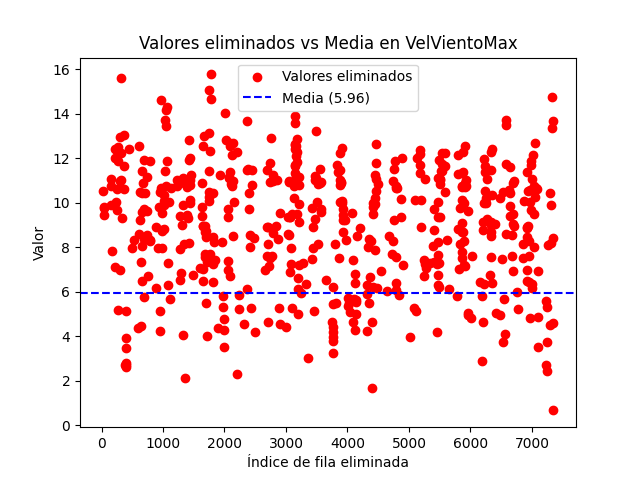 Valores eliminados vs Media en VelVientoMax
Valores eliminados
Media (5.96)
Valor
16
14
12
10
8
6
4
2
0
0 1000 2000 3000 4000 5000 6000 7000
Índice de fila eliminada